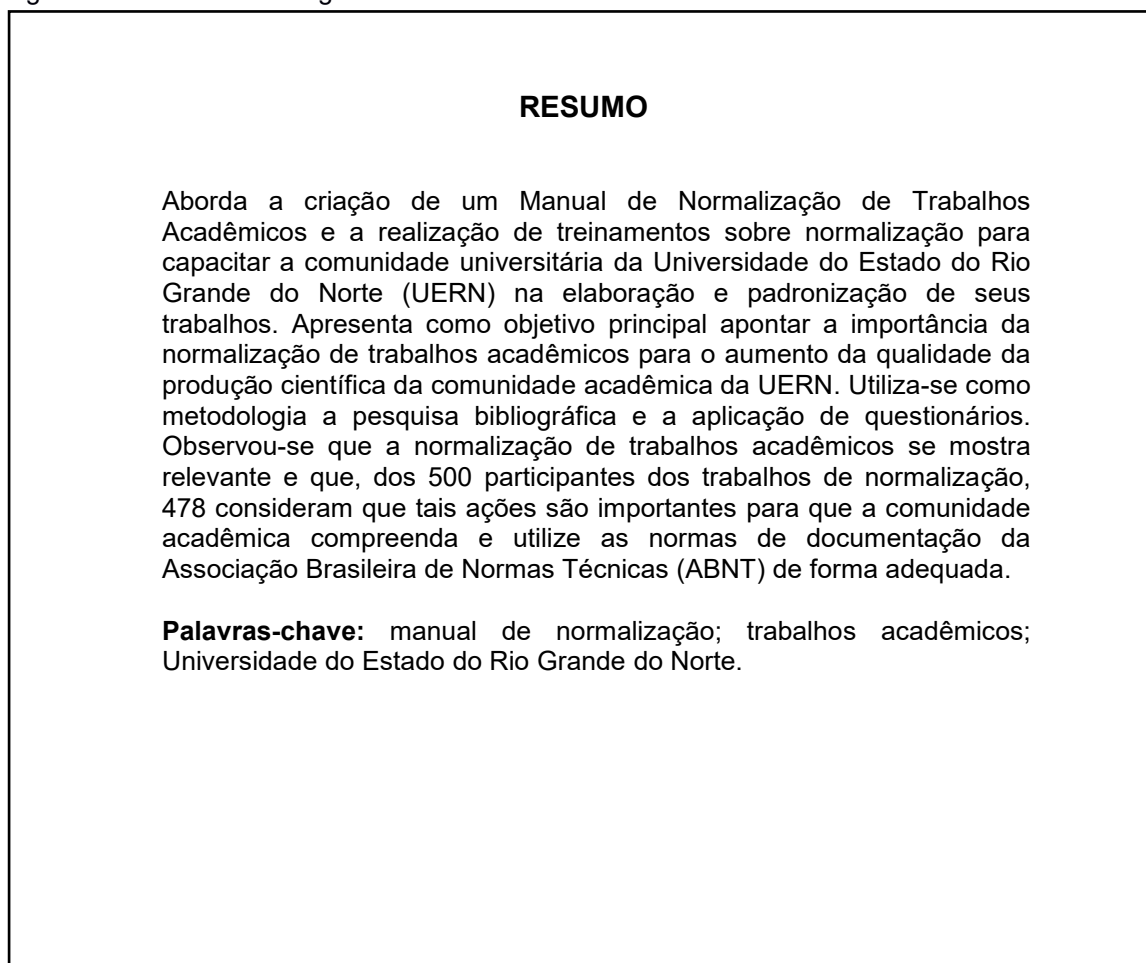 RESUMO
Aborda a criação de um Manual de Normalização de Trabalhos
Acadêmicos e a realização de treinamentos sobre normalização para
capacitar a comunidade universitária da Universidade do Estado do Rio
Grande do Norte (UERN) na elaboração e padronização de seus
trabalhos. Apresenta como objetivo principal apontar a importância da
normalização de trabalhos acadêmicos para o aumento da qualidade da
produção científica da comunidade acadêmica da UERN. Utiliza-se como
metodologia a pesquisa bibliográfica e a aplicação de questionários.
Observou-se que a normalização de trabalhos acadêmicos se mostra
relevante e que, dos 500 participantes dos trabalhos de normalização,
478 consideram que tais ações são importantes para que a comunidade
acadêmica compreenda e utilize as normas de documentação da
Associação Brasileira de Normas Técnicas (ABNT) de forma adequada.
Palavras-chave: manual de normalização; trabalhos acadêmicos;
Universidade do Estado do Rio Grande do Norte.